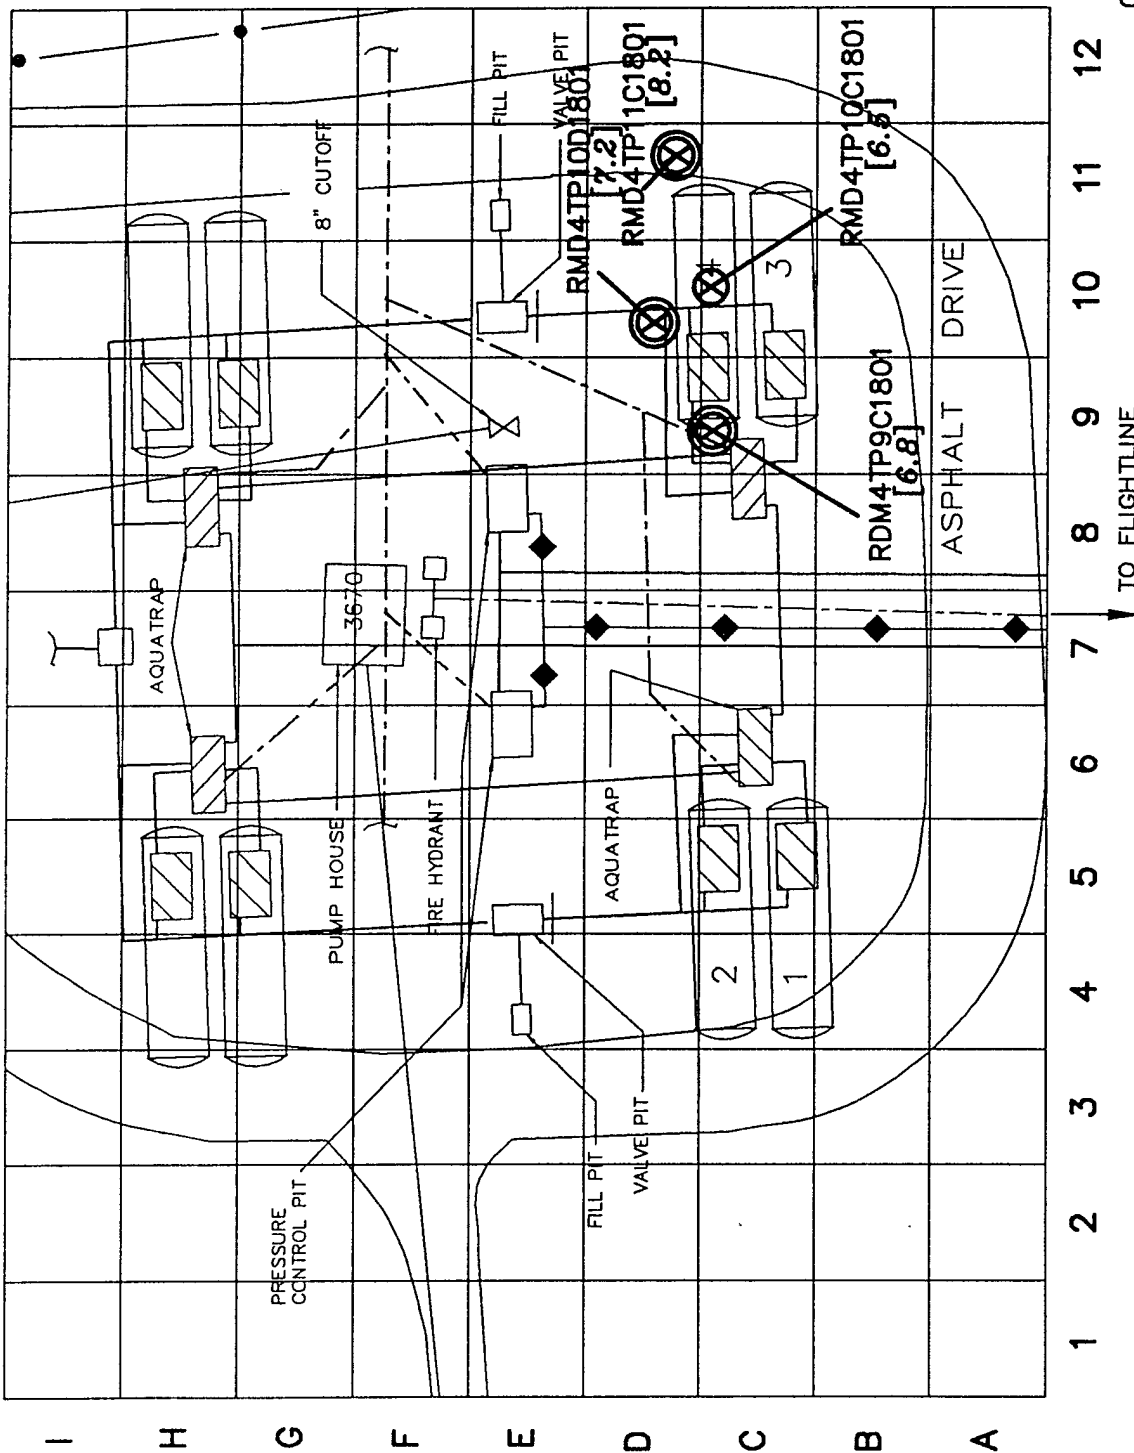 8" CUTOFF
FILL PIT
VALVE PIT
RMD4TP10D1801
[7.2]
RMD4TP11C1801
[8.2]
RMD4TP10C1801
[6.5]
RDM4TP9C1801
[6.8]
AQUATRAP
3670
PUMP HOUSE
FIRE HYDRANT
AQUATRAP
PRESSURE
CONTROL PIT
FILL PIT
VALVE PIT
1
2
3
ASPHALT DRIVE
TO FLIGHTLINE
I
H
G
F
E
D
C
B
A
1 2 3 4 5 6 7 8 9 10 11 12